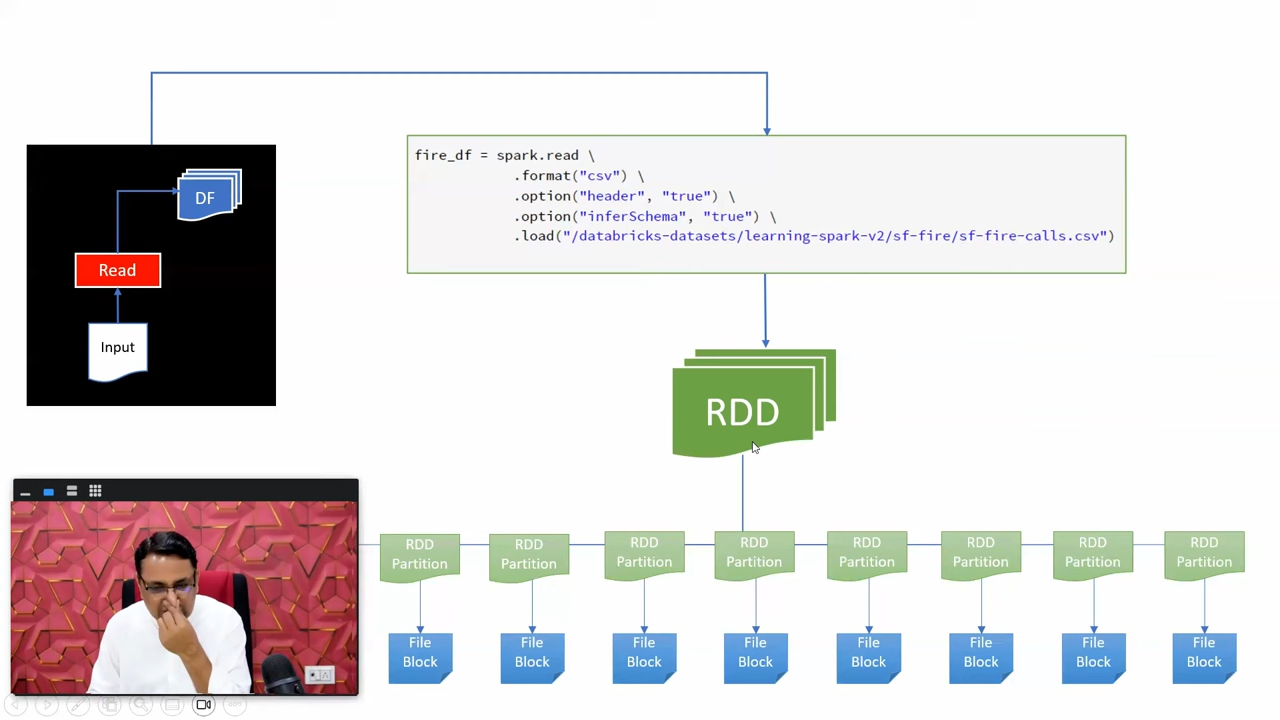 fire_df = spark.read \
.format("csv") \
.option("header", "true") \
.option("inferSchema", "true") \
.load("/databricks-datasets/learning-spark-v2/sf-fire/sf-fire-calls.csv")
DF
Read
Input
RDD
RDD
Partition
RDD
Partition
RDD
Partition
RDD
Partition
RDD
Partition
RDD
Partition
RDD
Partition
RDD
Partition
File
Block
File
Block
File
Block
File
Block
File
Block
File
Block
File
Block
File
Block